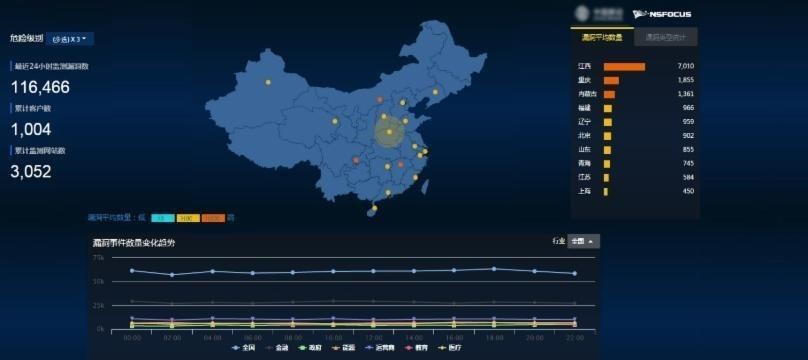 NSFOCUS
危险级别
(多选) X 3
最近24小时监测漏洞数
116,466
累计客户数
1,004
累计监测网站数
3,052
漏洞平均数量
漏洞类型统计
江西 7,010
重庆 1,855
内蒙古 1,361
福建 966
辽宁 959
北京 902
山东 855
青海 745
江苏 584
上海 450
漏洞平均数量：低
高
漏洞事件数量变化趋势
行业 全国
75k
25k
0k
00:00 02:00 04:00 06:00 08:00 10:00 12:00 14:00 16:00 18:00 20:00 22:00
全国 金融 政府 能源 运营商 教育 医疗